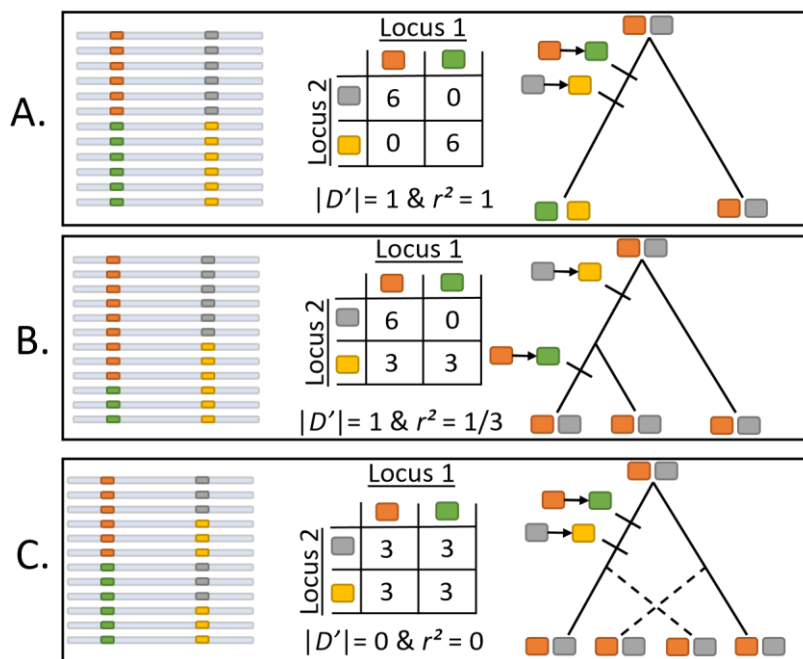 A.
Locus 1
Locus 2
6 0
0 6
|D'| = 1 & r² = 1
B.
Locus 1
Locus 2
6 0
3 3
|D'| = 1 & r² = 1/3
C.
Locus 1
Locus 2
3 3
3 3
|D'| = 0 & r² = 0